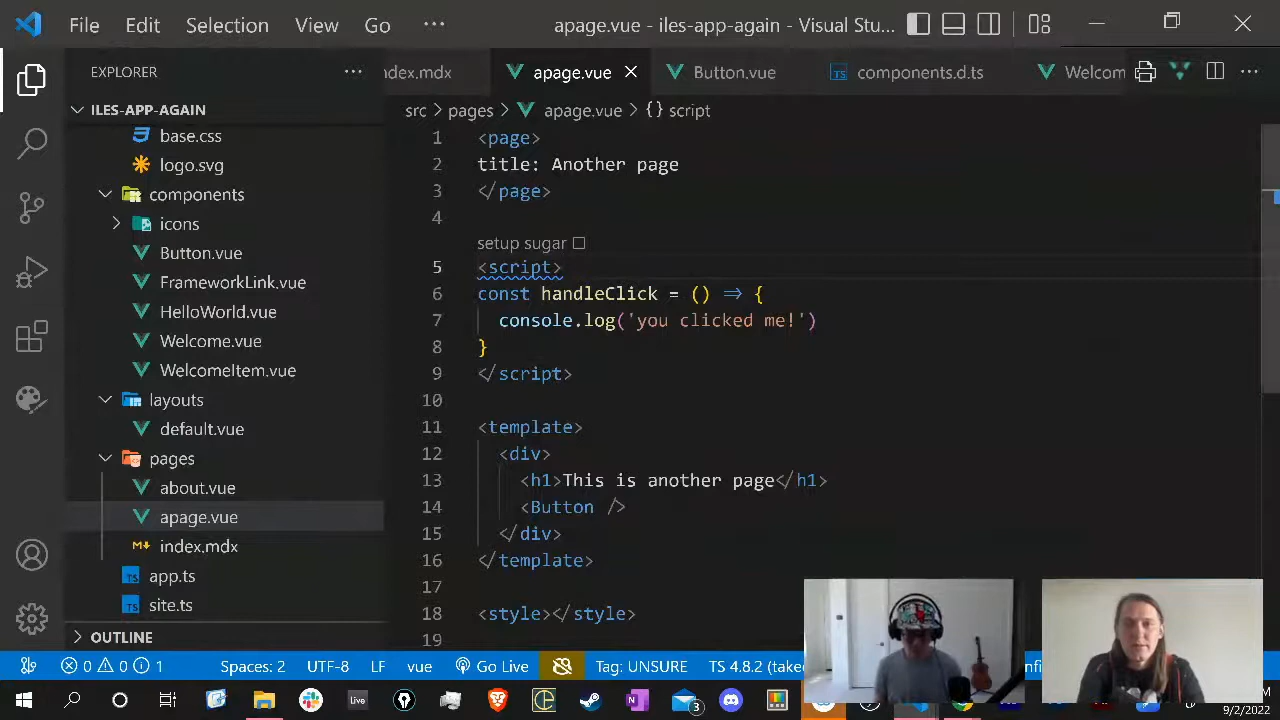 File Edit Selection View Go ··· apage.vue - iles-app-again - Visual Stu...
EXPLORER ···
ndex.mdx apage.vue Button.vue components.d.ts Welcom ···
ILES-APP-AGAIN
src > pages > apage.vue > {} script
base.css
logo.svg
components
icons
Button.vue
FrameworkLink.vue
HelloWorld.vue
Welcome.vue
WelcomeItem.vue
layouts
default.vue
pages
about.vue
apage.vue
index.mdx
app.ts
site.ts
OUTLINE
1 <page>
2 title: Another page
3 </page>
4
setup sugar
5 <script>
6 const handleClick = () => {
7 console.log('you clicked me!')
8 }
9 </script>
10
11 <template>
12 <div>
13 <h1>This is another page</h1>
14 <Button />
15 </div>
16 </template>
17
18 <style></style>
19
0 0 1 Spaces: 2 UTF-8 LF vue Go Live Tag: UNSURE TS 4.8.2 (takeo
Live 3
9/2/2022